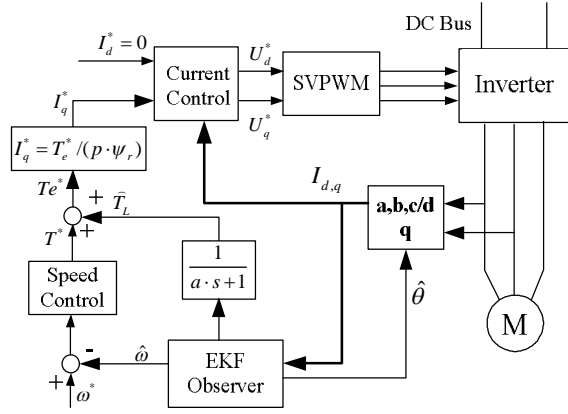 DC Bus
I*d = 0
U*d
Current
Control
SVPWM
Inverter
I*q
U*q
I*q = T*e /(p·ψr)
Te*
+
T̂L
+
T*
Id,q
a,b,c/d
q
1
a·s+1
θ̂
Speed
Control
M
-
ω̂
EKF
Observer
+
ω*